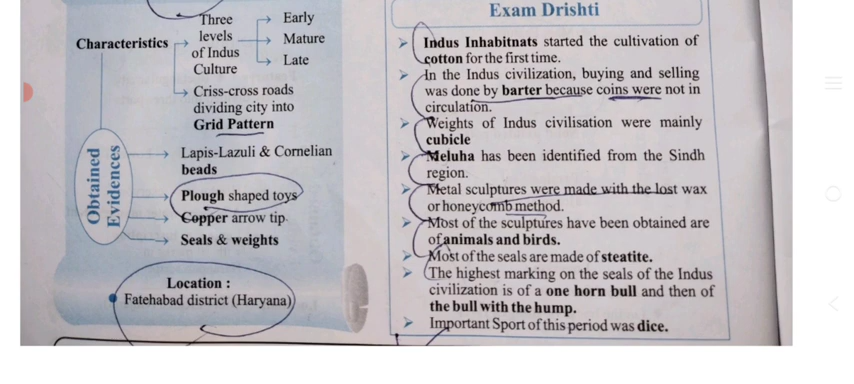 Three
levels
of Indus
Culture
Characteristics
Early
Mature
Late
Criss-cross roads
dividing city into
Grid Pattern
Obtained
Evidences
Lapis-Lazuli & Cornelian
beads
Plough shaped toys
Copper arrow tip
Seals & weights
Location :
Fatehabad district (Haryana)
Exam Drishti
Indus Inhabitnats started the cultivation of
cotton for the first time.
In the Indus civilization, buying and selling
was done by barter because coins were not in
circulation.
Weights of Indus civilisation were mainly
cubicle
Meluha has been identified from the Sindh
region.
Metal sculptures were made with the lost wax
or honeycomb method.
Most of the sculptures have been obtained are
of animals and birds.
Most of the seals are made of steatite.
The highest marking on the seals of the Indus
civilization is of a one horn bull and then of
the bull with the hump.
Important Sport of this period was dice.